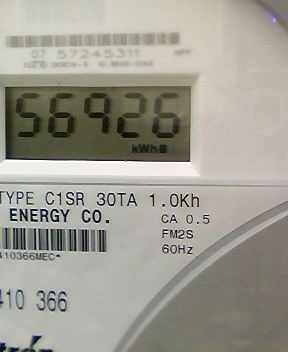 07 57245311
56926
kWh
TYPE C1SR 30TA 1.0Kh
ENERGY CO.
CA 0.5
FM2S
60Hz
410366MEC*
410 366